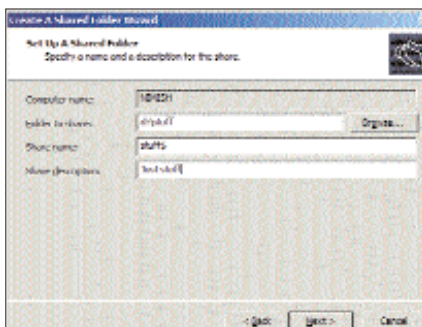 Create A Shared Folder Wizard
Set Up A Shared Folder
Specify a name and a description for the share.
Computer name:
Folder to share:
Browse...
Share name:
Share description:
< Back
Next >
Cancel